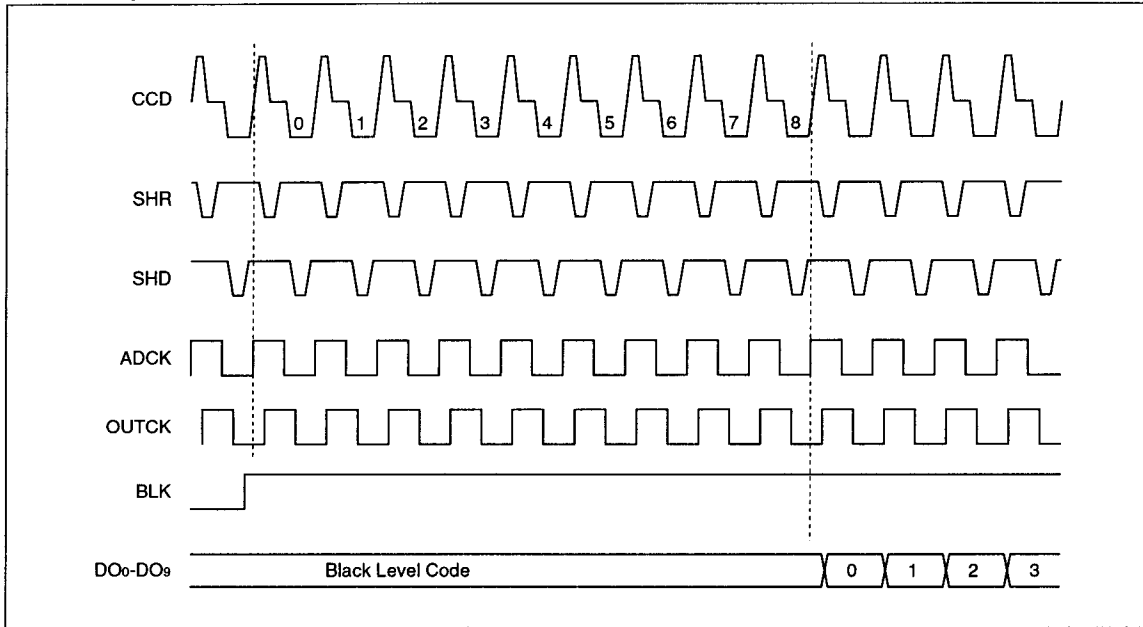 CCD
0 1 2 3 4 5 6 7 8
SHR
SHD
ADCK
OUTCK
BLK
DO0-DO9 Black Level Code 0 1 2 3